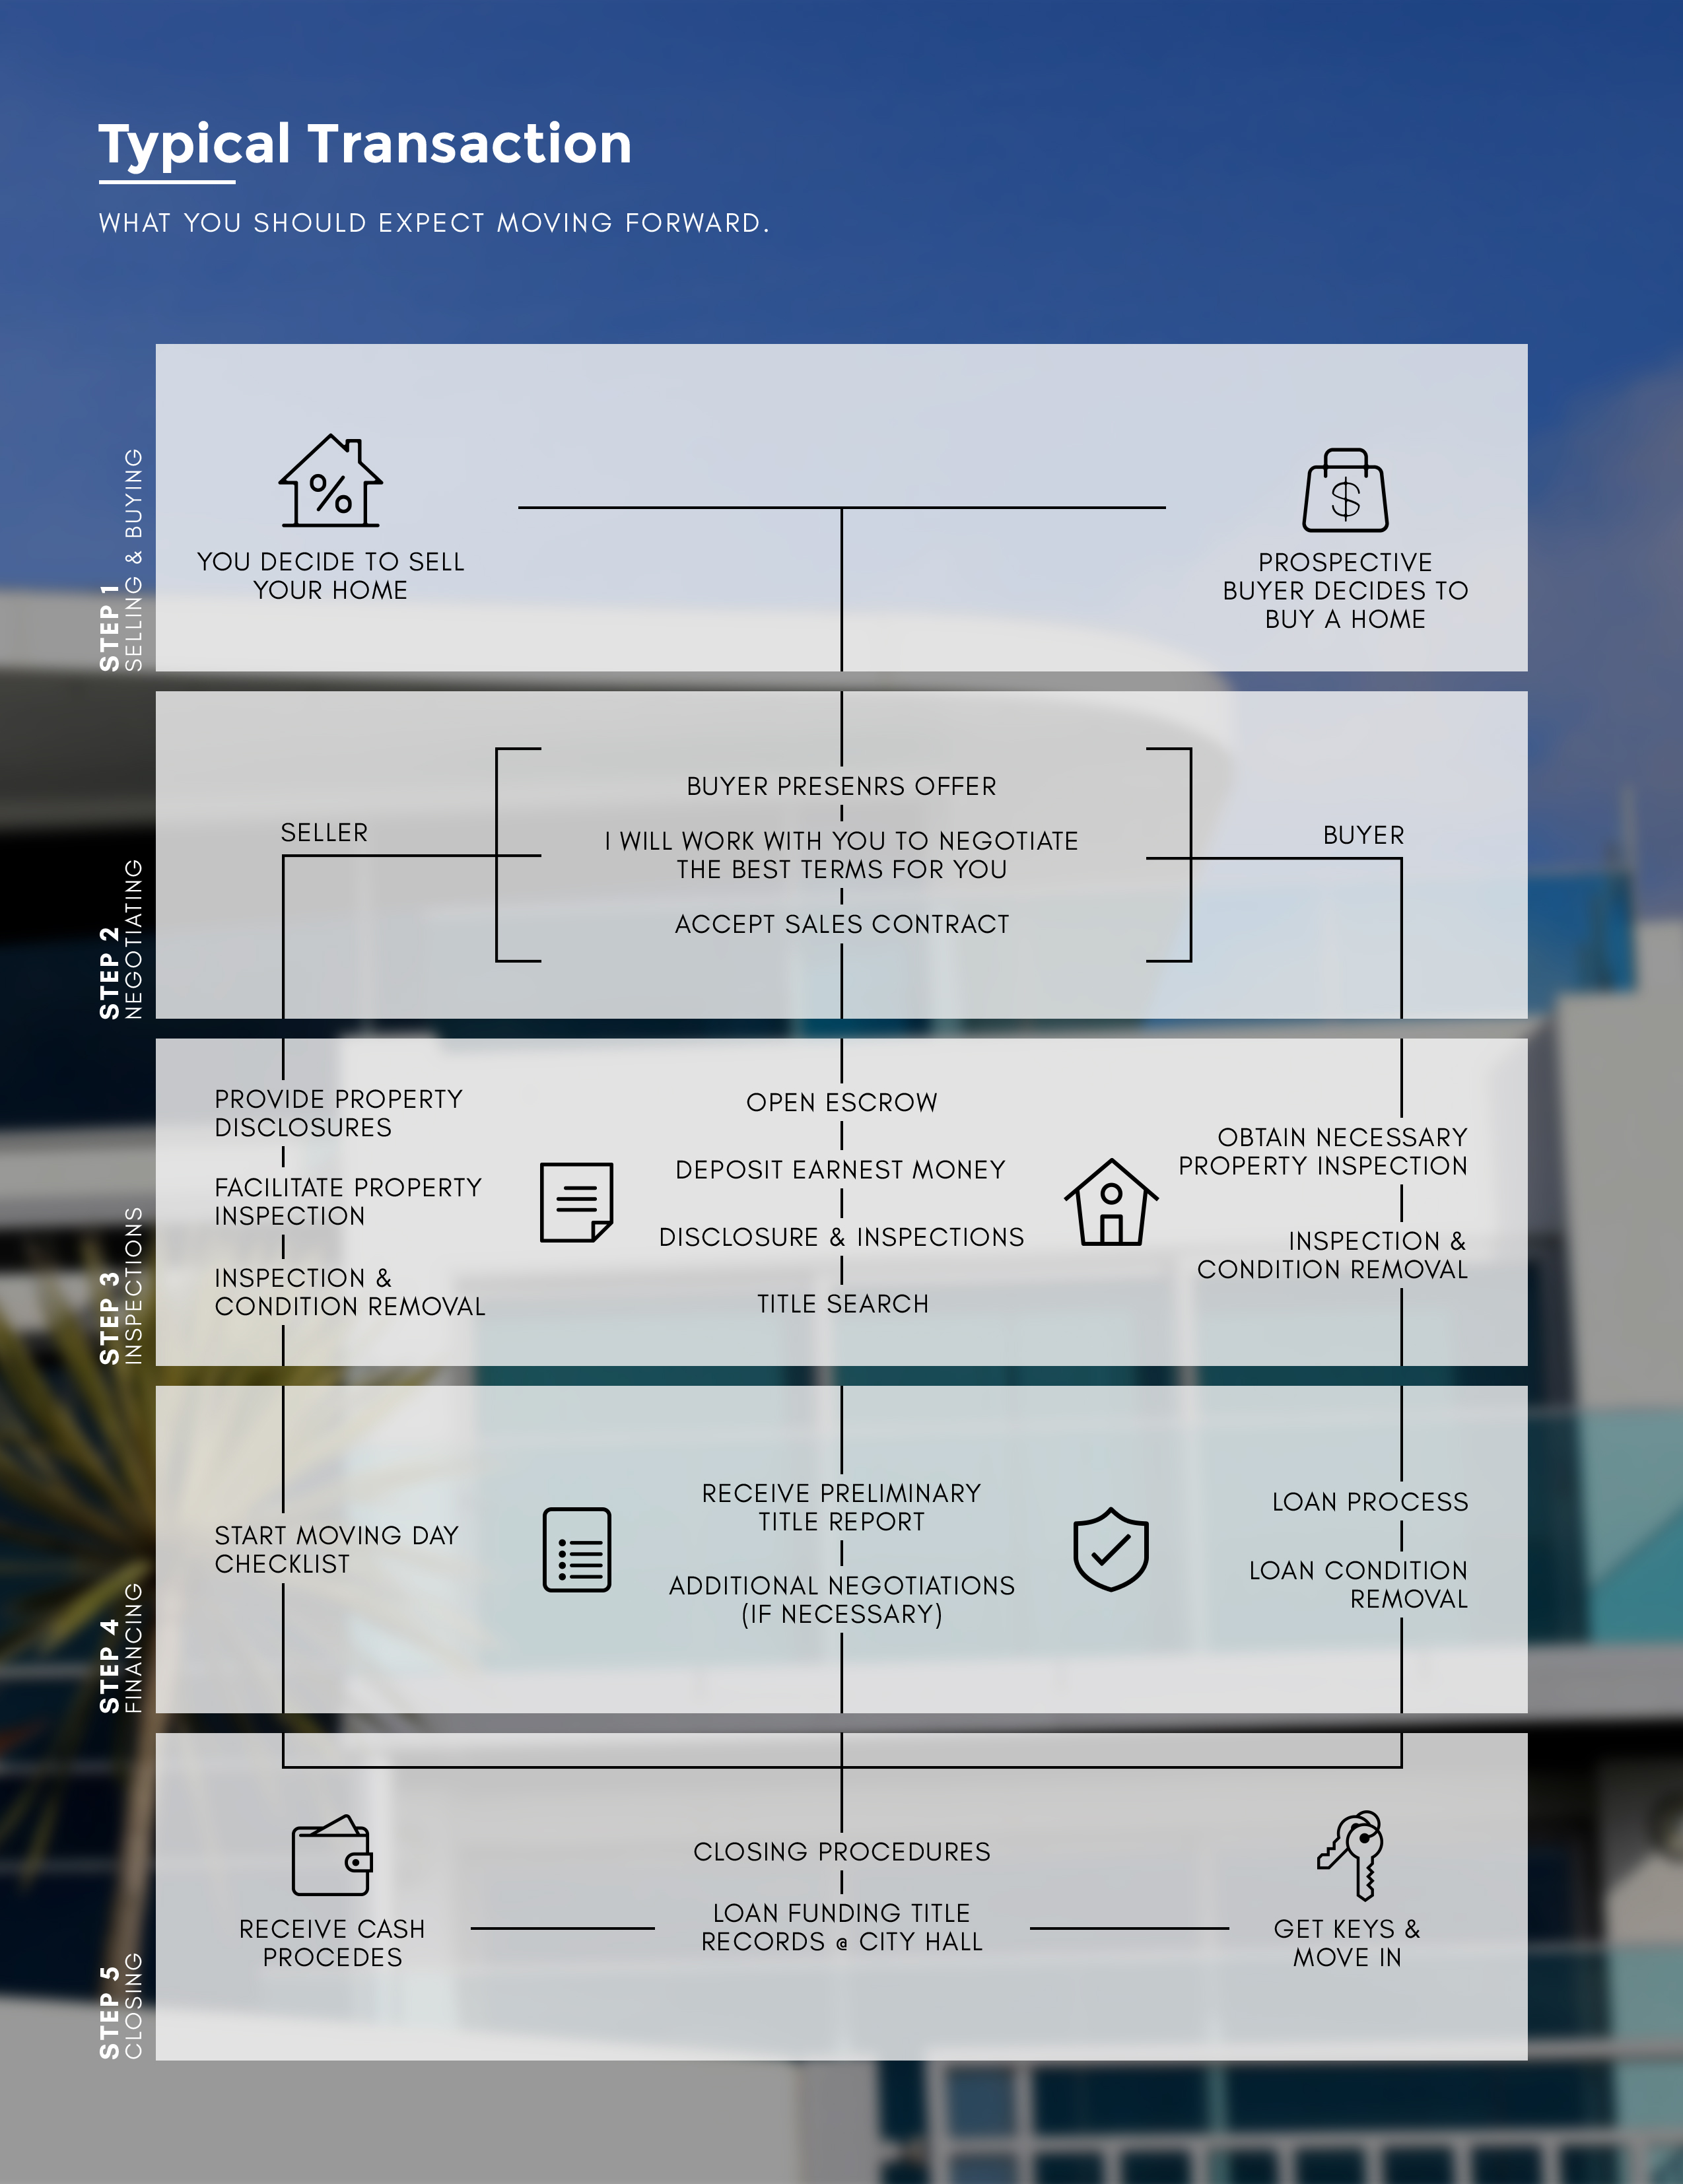 Typical Transaction
WHAT YOU SHOULD EXPECT MOVING FORWARD.
STEP 1
SELLING & BUYING
YOU DECIDE TO SELL
YOUR HOME
PROSPECTIVE
BUYER DECIDES TO
BUY A HOME
STEP 2
NEGOTIATING
SELLER
BUYER PRESENRS OFFER
I WILL WORK WITH YOU TO NEGOTIATE
THE BEST TERMS FOR YOU
ACCEPT SALES CONTRACT
BUYER
STEP 3
INSPECTIONS
PROVIDE PROPERTY
DISCLOSURES
FACILITATE PROPERTY
INSPECTION
INSPECTION &
CONDITION REMOVAL
OPEN ESCROW
DEPOSIT EARNEST MONEY
DISCLOSURE & INSPECTIONS
TITLE SEARCH
OBTAIN NECESSARY
PROPERTY INSPECTION
INSPECTION &
CONDITION REMOVAL
STEP 4
FINANCING
START MOVING DAY
CHECKLIST
RECEIVE PRELIMINARY
TITLE REPORT
ADDITIONAL NEGOTIATIONS
(IF NECESSARY)
LOAN PROCESS
LOAN CONDITION
REMOVAL
STEP 5
CLOSING
RECEIVE CASH
PROCEDES
CLOSING PROCEDURES
LOAN FUNDING TITLE
RECORDS @ CITY HALL
GET KEYS &
MOVE IN